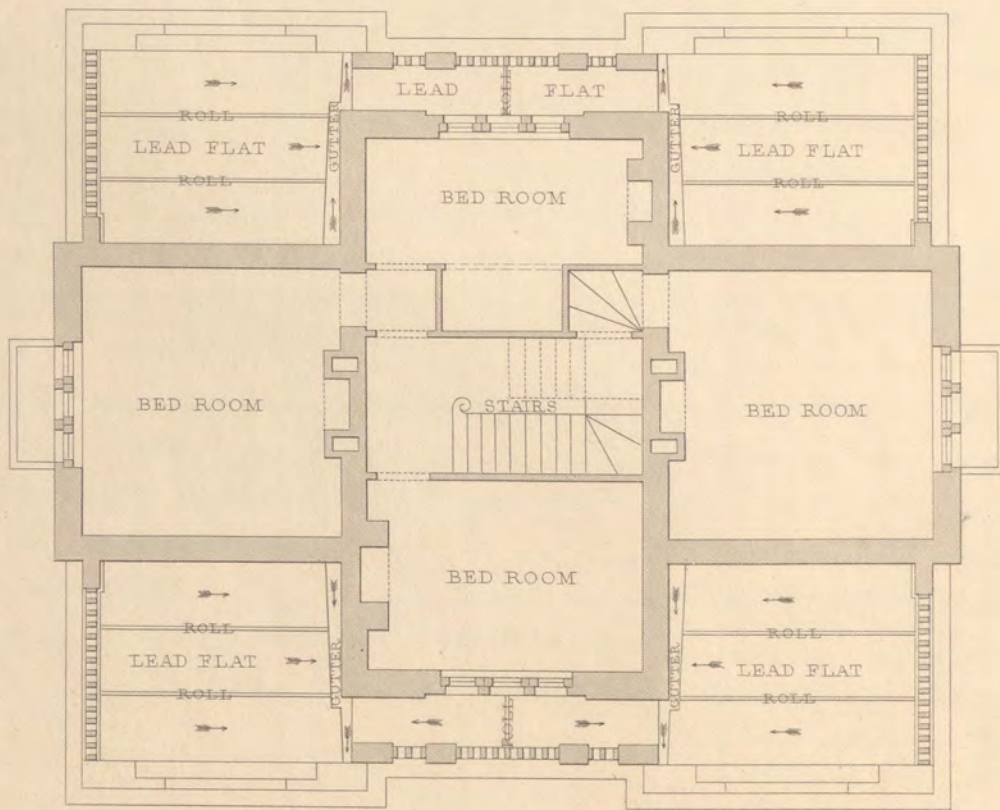 LEAD ROLL FLAT
ROLL GUTTER GUTTER ROLL
LEAD FLAT LEAD FLAT
ROLL ROLL
BED ROOM
BED ROOM STAIRS BED ROOM
BED ROOM
ROLL ROLL
LEAD FLAT GUTTER GUTTER LEAD FLAT
ROLL ROLL
ROLL